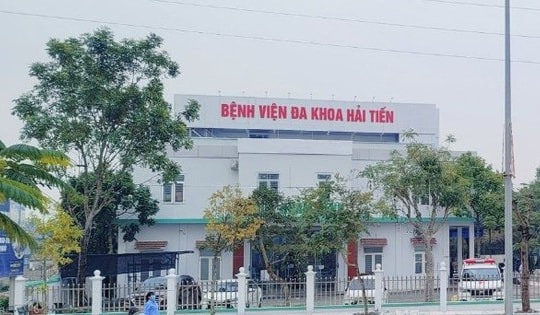 BỆNH VIỆN ĐA KHOA HẢI TIẾN